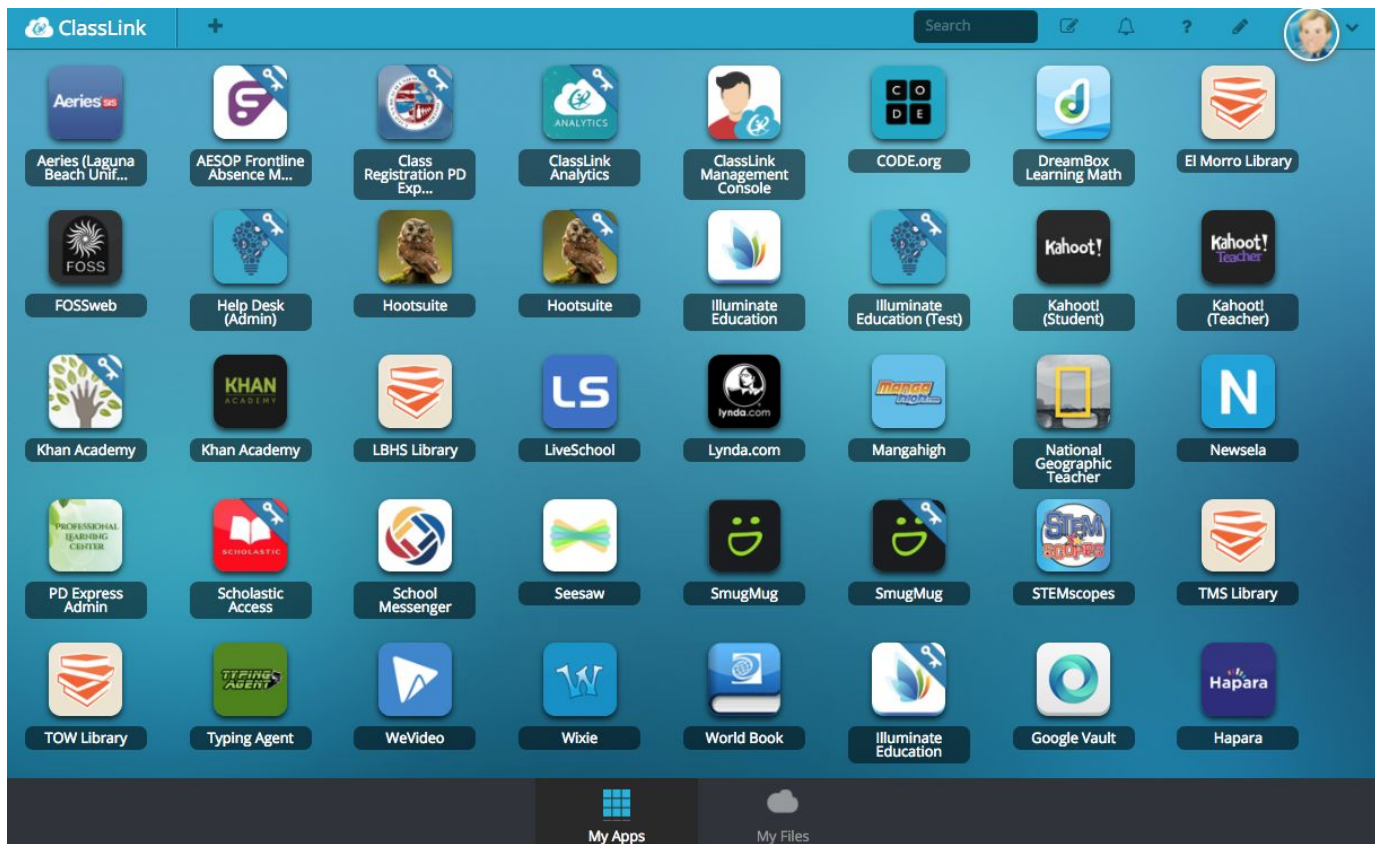 ClassLink
+
Search
?
Aeries SIS
ANALYTICS
C O
D E
d
Aeries (Laguna
Beach Unif...
AESOP Frontline
Absence M...
Class
Registration PD
Exp...
ClassLink
Analytics
ClassLink
Management
Console
CODE.org
DreamBox
Learning Math
El Morro Library
FOSS
Kahoot!
Kahoot!
Teacher
FOSSweb
Help Desk
(Admin)
Hootsuite
Hootsuite
Illuminate
Education
Illuminate
Education (Test)
Kahoot!
(Student)
Kahoot!
(Teacher)
KHAN
ACADEMY
LS
lynda.com
Manga
High.com
N
Khan Academy
Khan Academy
LBHS Library
LiveSchool
Lynda.com
Mangahigh
National
Geographic
Teacher
Newsela
PROFESSIONAL
LEARNING
CENTER
SCHOLASTIC
STEM
SCOPES
PD Express
Admin
Scholastic
Access
School
Messenger
Seesaw
SmugMug
SmugMug
STEMscopes
TMS Library
TYPING
AGENT
W
Hapara
TOW Library
Typing Agent
WeVideo
Wixie
World Book
Illuminate
Education
Google Vault
Hapara
My Apps
My Files